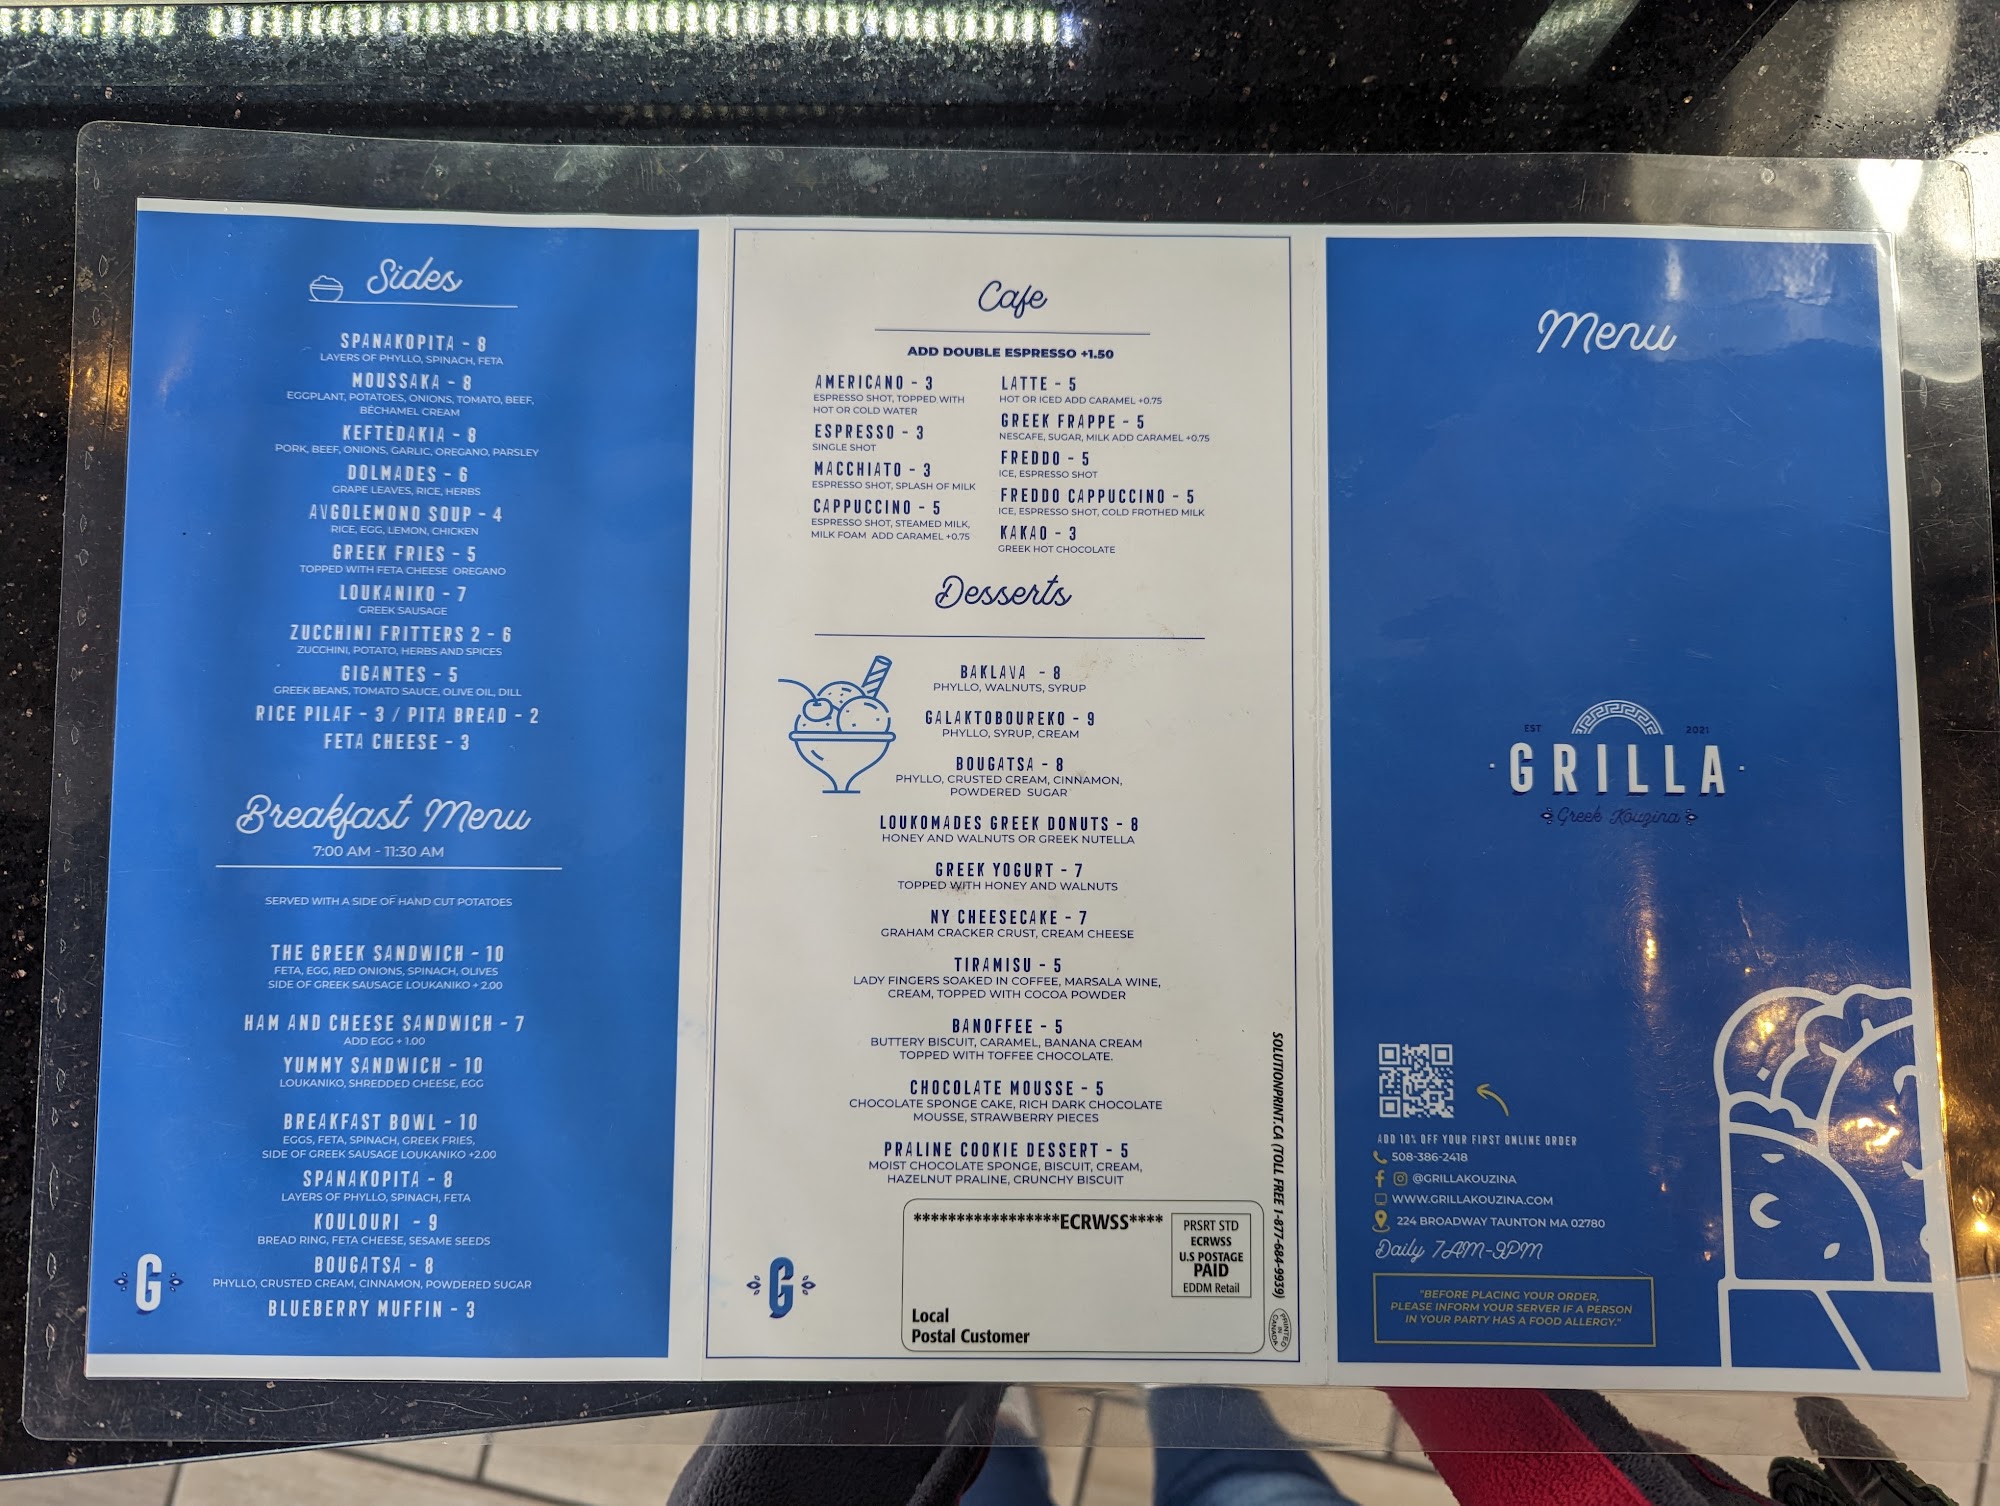 Sides
SPANAKOPITA - 8
LAYERS OF PHYLLO, SPINACH, FETA
MOUSSAKA - 8
EGGPLANT, POTATOES, ONIONS, TOMATO, BEEF,
BÉCHAMEL CREAM
KEFTEDAKIA - 8
PORK, BEEF, ONIONS, GARLIC, OREGANO, PARSLEY
DOLMADES - 6
GRAPE LEAVES, RICE, HERBS
AVGOLEMONO SOUP - 4
RICE, EGG, LEMON, CHICKEN
GREEK FRIES - 5
TOPPED WITH FETA CHEESE OREGANO
LOUKANIKO - 7
GREEK SAUSAGE
ZUCCHINI FRITTERS 2 - 6
ZUCCHINI, POTATO, HERBS AND SPICES
GIGANTES - 5
GREEK BEANS, TOMATO SAUCE, OLIVE OIL, DILL
RICE PILAF - 3 / PITA BREAD - 2
FETA CHEESE - 3
Breakfast Menu
7:00 AM - 11:30 AM
SERVED WITH A SIDE OF HAND CUT POTATOES
THE GREEK SANDWICH - 10
FETA, EGG, RED ONIONS, SPINACH, OLIVES
SIDE OF GREEK SAUSAGE LOUKANIKO + 2.00
HAM AND CHEESE SANDWICH - 7
ADD EGG + 1.00
YUMMY SANDWICH - 10
LOUKANIKO, SHREDDED CHEESE, EGG
BREAKFAST BOWL - 10
EGGS, FETA, SPINACH, GREEK FRIES,
SIDE OF GREEK SAUSAGE LOUKANIKO +2.00
SPANAKOPITA - 8
LAYERS OF PHYLLO, SPINACH, FETA
KOULOURI - 9
BREAD RING, FETA CHEESE, SESAME SEEDS
BOUGATSA - 8
PHYLLO, CRUSTED CREAM, CINNAMON, POWDERED SUGAR
BLUEBERRY MUFFIN - 3
G
Cafe
ADD DOUBLE ESPRESSO +1.50
AMERICANO - 3
ESPRESSO SHOT, TOPPED WITH
HOT OR COLD WATER
ESPRESSO - 3
SINGLE SHOT
MACCHIATO - 3
ESPRESSO SHOT, SPLASH OF MILK
CAPPUCCINO - 5
ESPRESSO SHOT, STEAMED MILK,
MILK FOAM ADD CARAMEL +0.75
LATTE - 5
HOT OR ICED ADD CARAMEL +0.75
GREEK FRAPPE - 5
NESCAFE, SUGAR, MILK ADD CARAMEL +0.75
FREDDO - 5
ICE, ESPRESSO SHOT
FREDDO CAPPUCCINO - 5
ICE, ESPRESSO SHOT, COLD FROTHED MILK
KAKAO - 3
GREEK HOT CHOCOLATE
Desserts
BAKLAVA - 8
PHYLLO, WALNUTS, SYRUP
GALAKTOBOUREKO - 9
PHYLLO, SYRUP, CREAM
BOUGATSA - 8
PHYLLO, CRUSTED CREAM, CINNAMON,
POWDERED SUGAR
LOUKOMADES GREEK DONUTS - 8
HONEY AND WALNUTS OR GREEK NUTELLA
GREEK YOGURT - 7
TOPPED WITH HONEY AND WALNUTS
NY CHEESECAKE - 7
GRAHAM CRACKER CRUST, CREAM CHEESE
TIRAMISU - 5
LADY FINGERS SOAKED IN COFFEE, MARSALA WINE,
CREAM, TOPPED WITH COCOA POWDER
BANOFFEE - 5
BUTTERY BISCUIT, CARAMEL, BANANA CREAM
TOPPED WITH TOFFEE CHOCOLATE.
CHOCOLATE MOUSSE - 5
CHOCOLATE SPONGE CAKE, RICH DARK CHOCOLATE
MOUSSE, STRAWBERRY PIECES
PRALINE COOKIE DESSERT - 5
MOIST CHOCOLATE SPONGE, BISCUIT, CREAM,
HAZELNUT PRALINE, CRUNCHY BISCUIT
*****************ECRWSS****
PRSRT STD
ECRWSS
U.S POSTAGE
PAID
EDDM Retail
Local
Postal Customer
G
SOLUTIONPRINT.CA (TOLL FREE 1-877-684-9939)
PRINTED
IN
CANADA
Menu
EST 2021
· GRILLA ·
Greek Kouzina
ADD 10% OFF YOUR FIRST ONLINE ORDER
508-386-2418
@GRILLAKOUZINA
WWW.GRILLAKOUZINA.COM
224 BROADWAY TAUNTON MA 02780
Daily 7AM-9PM
"BEFORE PLACING YOUR ORDER,
PLEASE INFORM YOUR SERVER IF A PERSON
IN YOUR PARTY HAS A FOOD ALLERGY."